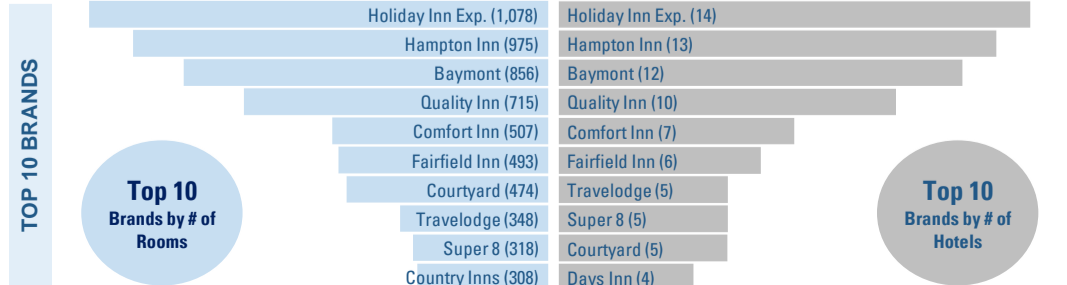 TOP 10 BRANDS
Holiday Inn Exp. (1,078)
Hampton Inn (975)
Baymont (856)
Quality Inn (715)
Comfort Inn (507)
Fairfield Inn (493)
Courtyard (474)
Travelodge (348)
Super 8 (318)
Country Inns (308)
Top 10
Brands by # of
Rooms
Holiday Inn Exp. (14)
Hampton Inn (13)
Baymont (12)
Quality Inn (10)
Comfort Inn (7)
Fairfield Inn (6)
Travelodge (5)
Super 8 (5)
Courtyard (5)
Days Inn (4)
Top 10
Brands by # of
Hotels